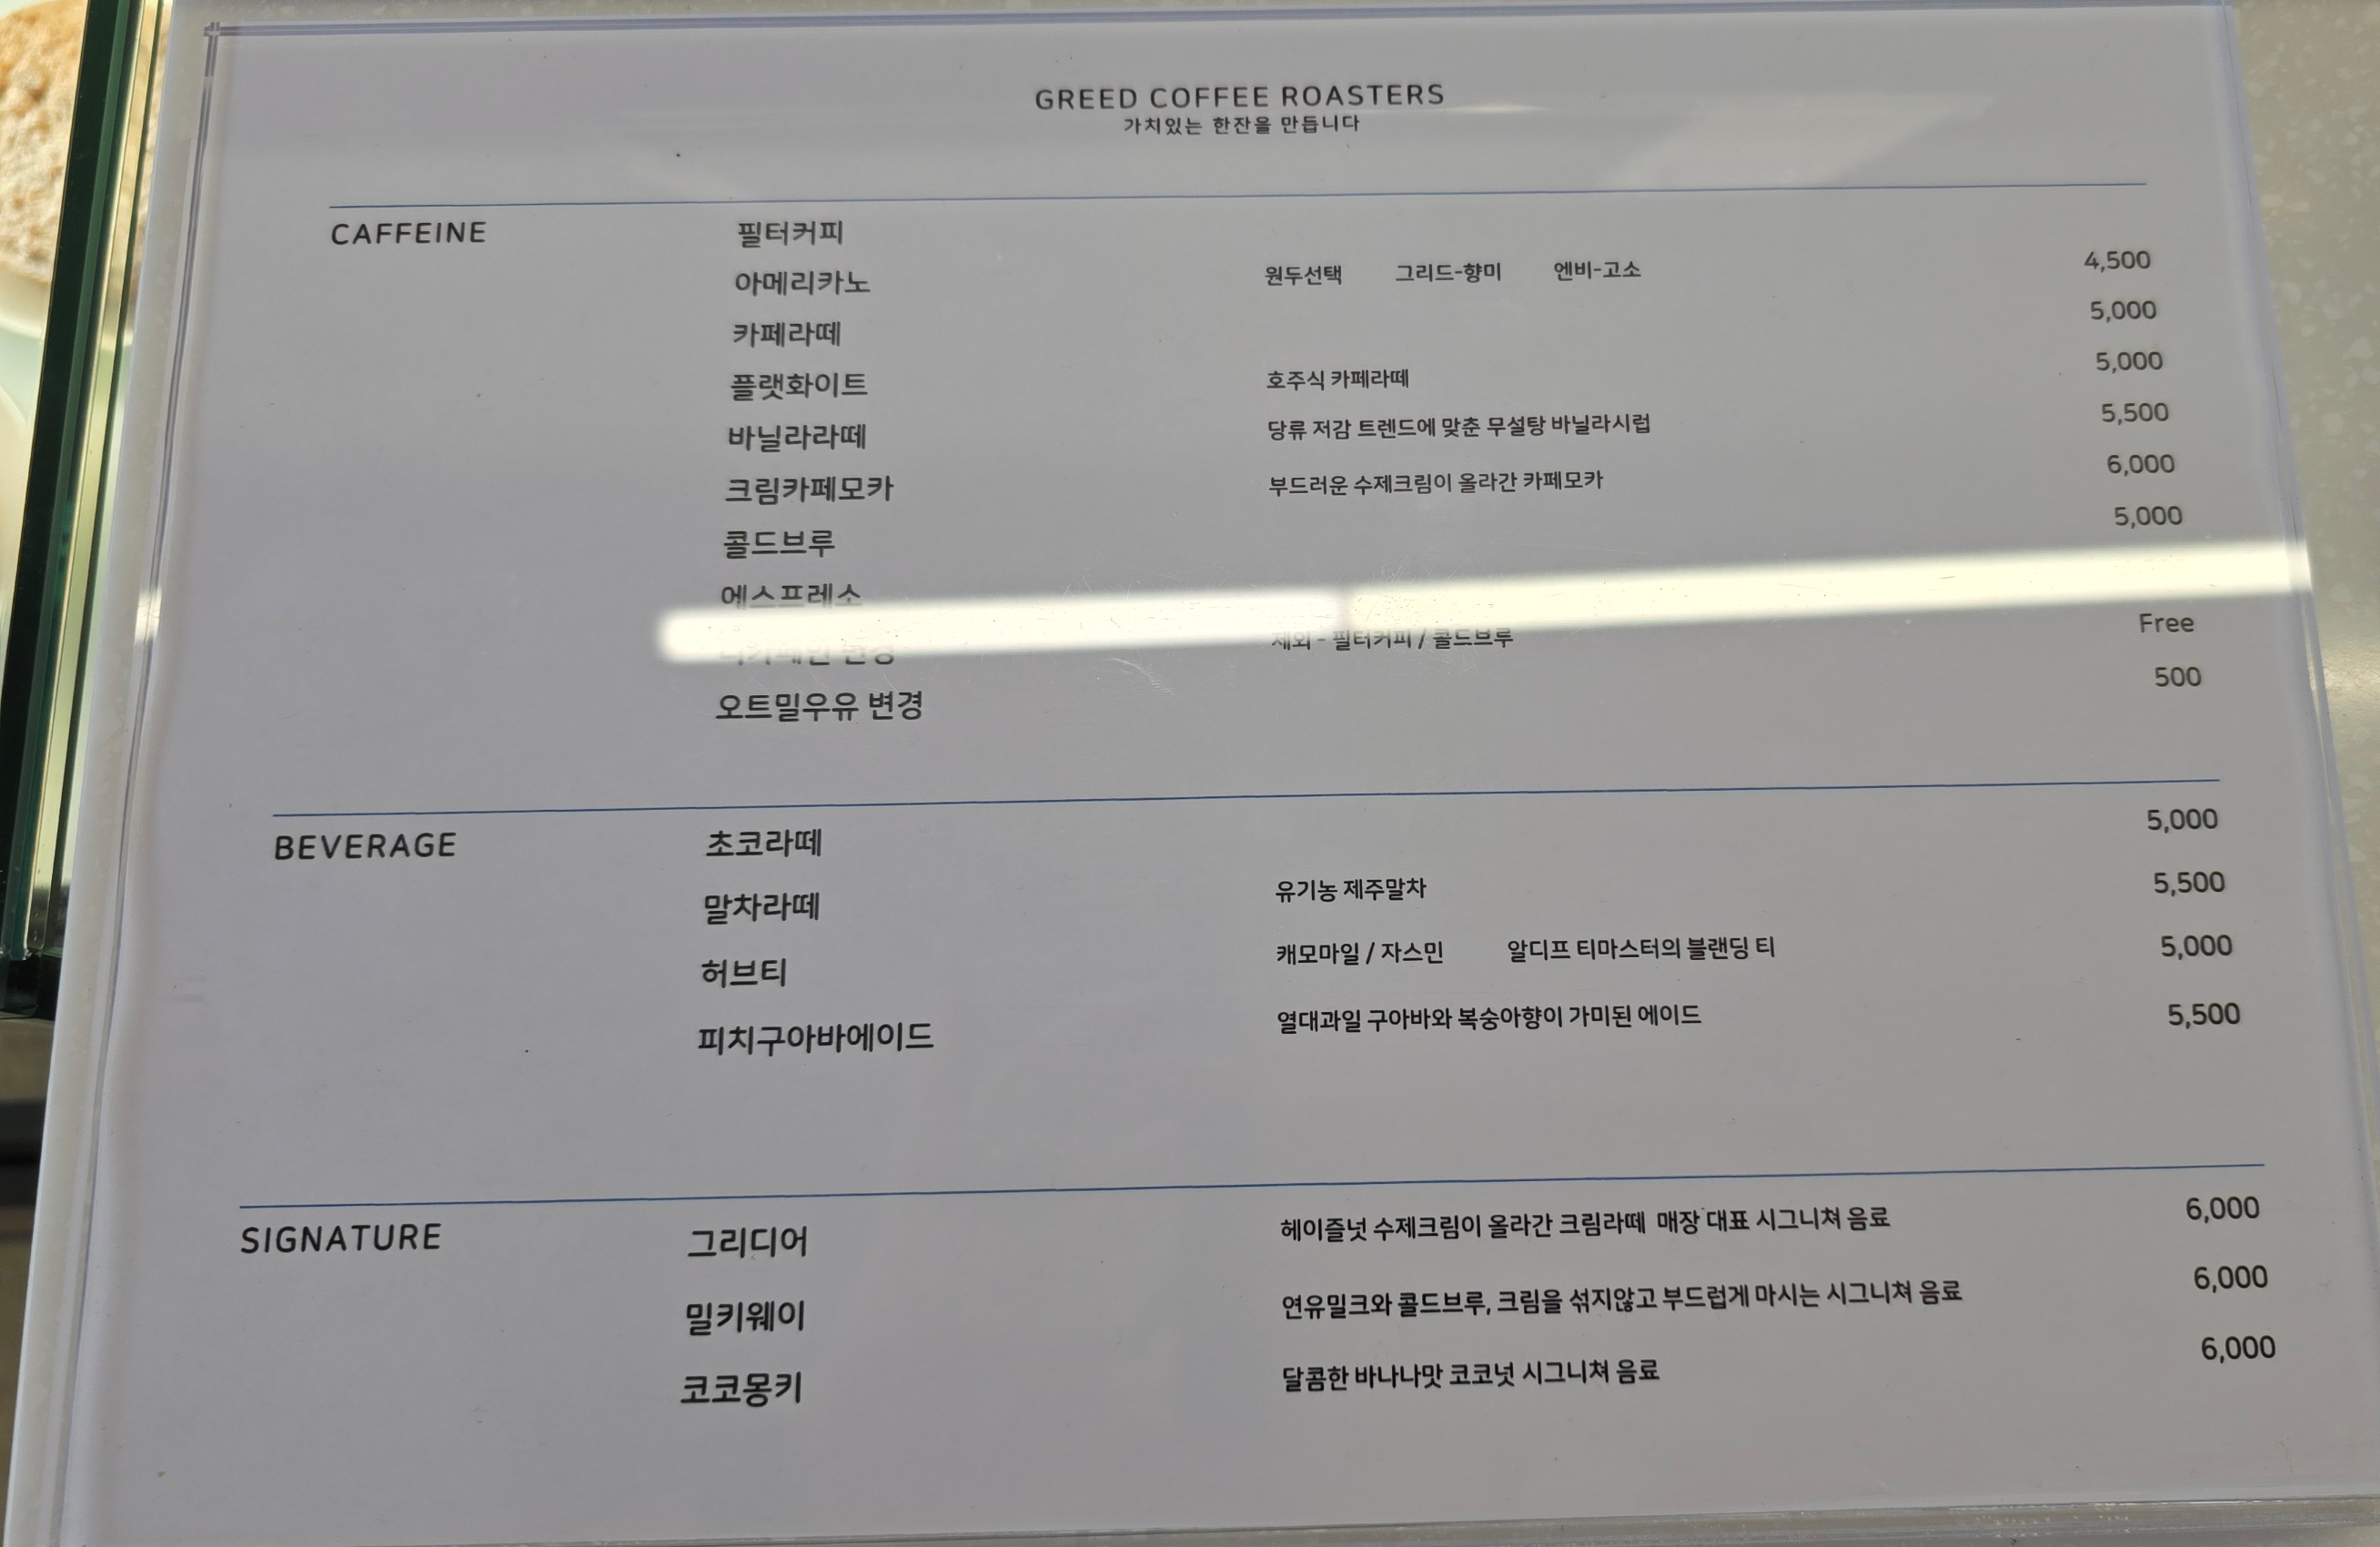 GREED COFFEE ROASTERS
가치있는 한잔을 만듭니다
CAFFEINE 필터커피
아메리카노 원두선택 그리드-향미 엔비-고소 4,500
카페라떼 5,000
플랫화이트 호주식 카페라떼 5,000
바닐라라떼 당류 저감 트렌드에 맞춘 무설탕 바닐라시럽 5,500
크림카페모카 부드러운 수제크림이 올라간 카페모카 6,000
콜드브루 5,000
에스프레소
변경 제외 - 필터커피 / 콜드브루 Free
오트밀우유 변경 500
BEVERAGE 초코라떼 5,000
말차라떼 유기농 제주말차 5,500
허브티 캐모마일 / 자스민 알디프 티마스터의 블랜딩 티 5,000
피치구아바에이드 열대과일 구아바와 복숭아향이 가미된 에이드 5,500
SIGNATURE 그리디어 헤이즐넛 수제크림이 올라간 크림라떼 매장 대표 시그니쳐 음료 6,000
밀키웨이 연유밀크와 콜드브루, 크림을 섞지않고 부드럽게 마시는 시그니쳐 음료 6,000
코코몽키 달콤한 바나나맛 코코넛 시그니쳐 음료 6,000